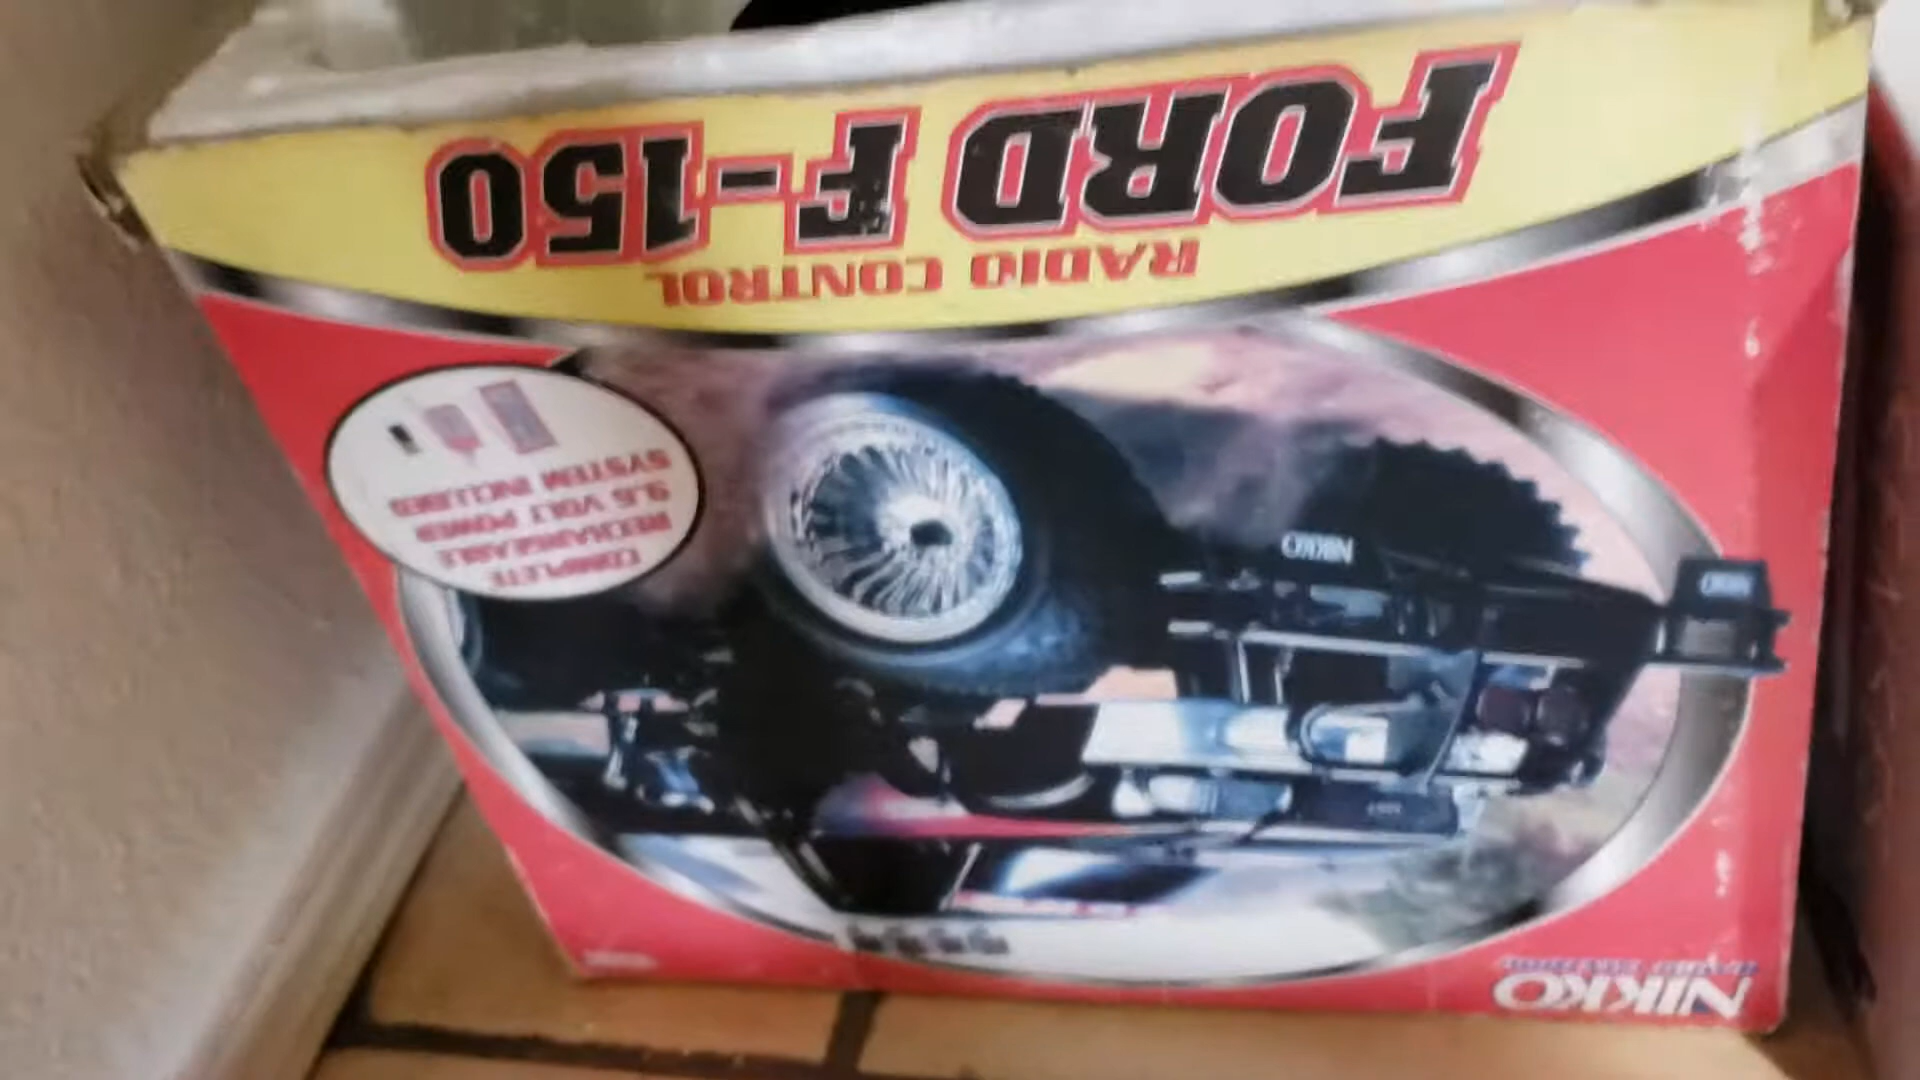 NIKKO
FORD F-150
RADIO CONTROL
COMPLETE
RECHARGEABLE
9.6 VOLT POWER
SYSTEM INCLUDED
NIKKO
NIKKO